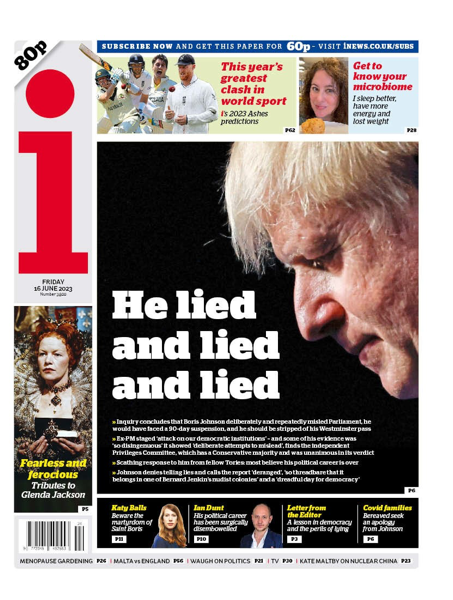 SUBSCRIBE NOW AND GET THIS PAPER FOR 60p – VISIT INEWS.CO.UK/SUBS
80p
i
FRIDAY
16 JUNE 2023
This year's
greatest
clash in
world sport
i's 2023 Ashes
predictions
P62
Get to
know your
microbiome
I sleep better,
have more
energy and
lost weight
P28
He lied
and lied
and lied
» Inquiry concludes that Boris Johnson deliberately and repeatedly misled Parliament, he
would have faced a 90-day suspension, and he should be stripped of his Westminster pass
» Ex-PM staged 'attack on our democratic institutions' – and some of his evidence was
'so disingenuous' it showed 'deliberate attempts to mislead', finds the independent
Privileges Committee, which has a Conservative majority and was unanimous in its verdict
» Scathing response to him from fellow Tories: most believe his political career is over
» Johnson denies telling lies and calls the report 'deranged', 'so threadbare that it
belongs in one of Bernard Jenkin's nudist colonies' and a 'dreadful day for democracy'
P6
Fearless and
ferocious
Tributes to
Glenda Jackson
P5
Katy Balls
Beware the
martyrdom of
Saint Boris
P11
Ian Dunt
His political career
has been surgically
disembowelled
P10
Letter from
the Editor
A lesson in democracy
and the perils of lying
P3
Covid families
Bereaved seek
an apology
from Johnson
P6
MENOPAUSE GARDENING P26 | MALTA vs ENGLAND P56 | WAUGH ON POLITICS P21 | TV P30 | KATE MALTBY ON NUCLEAR CHINA P23